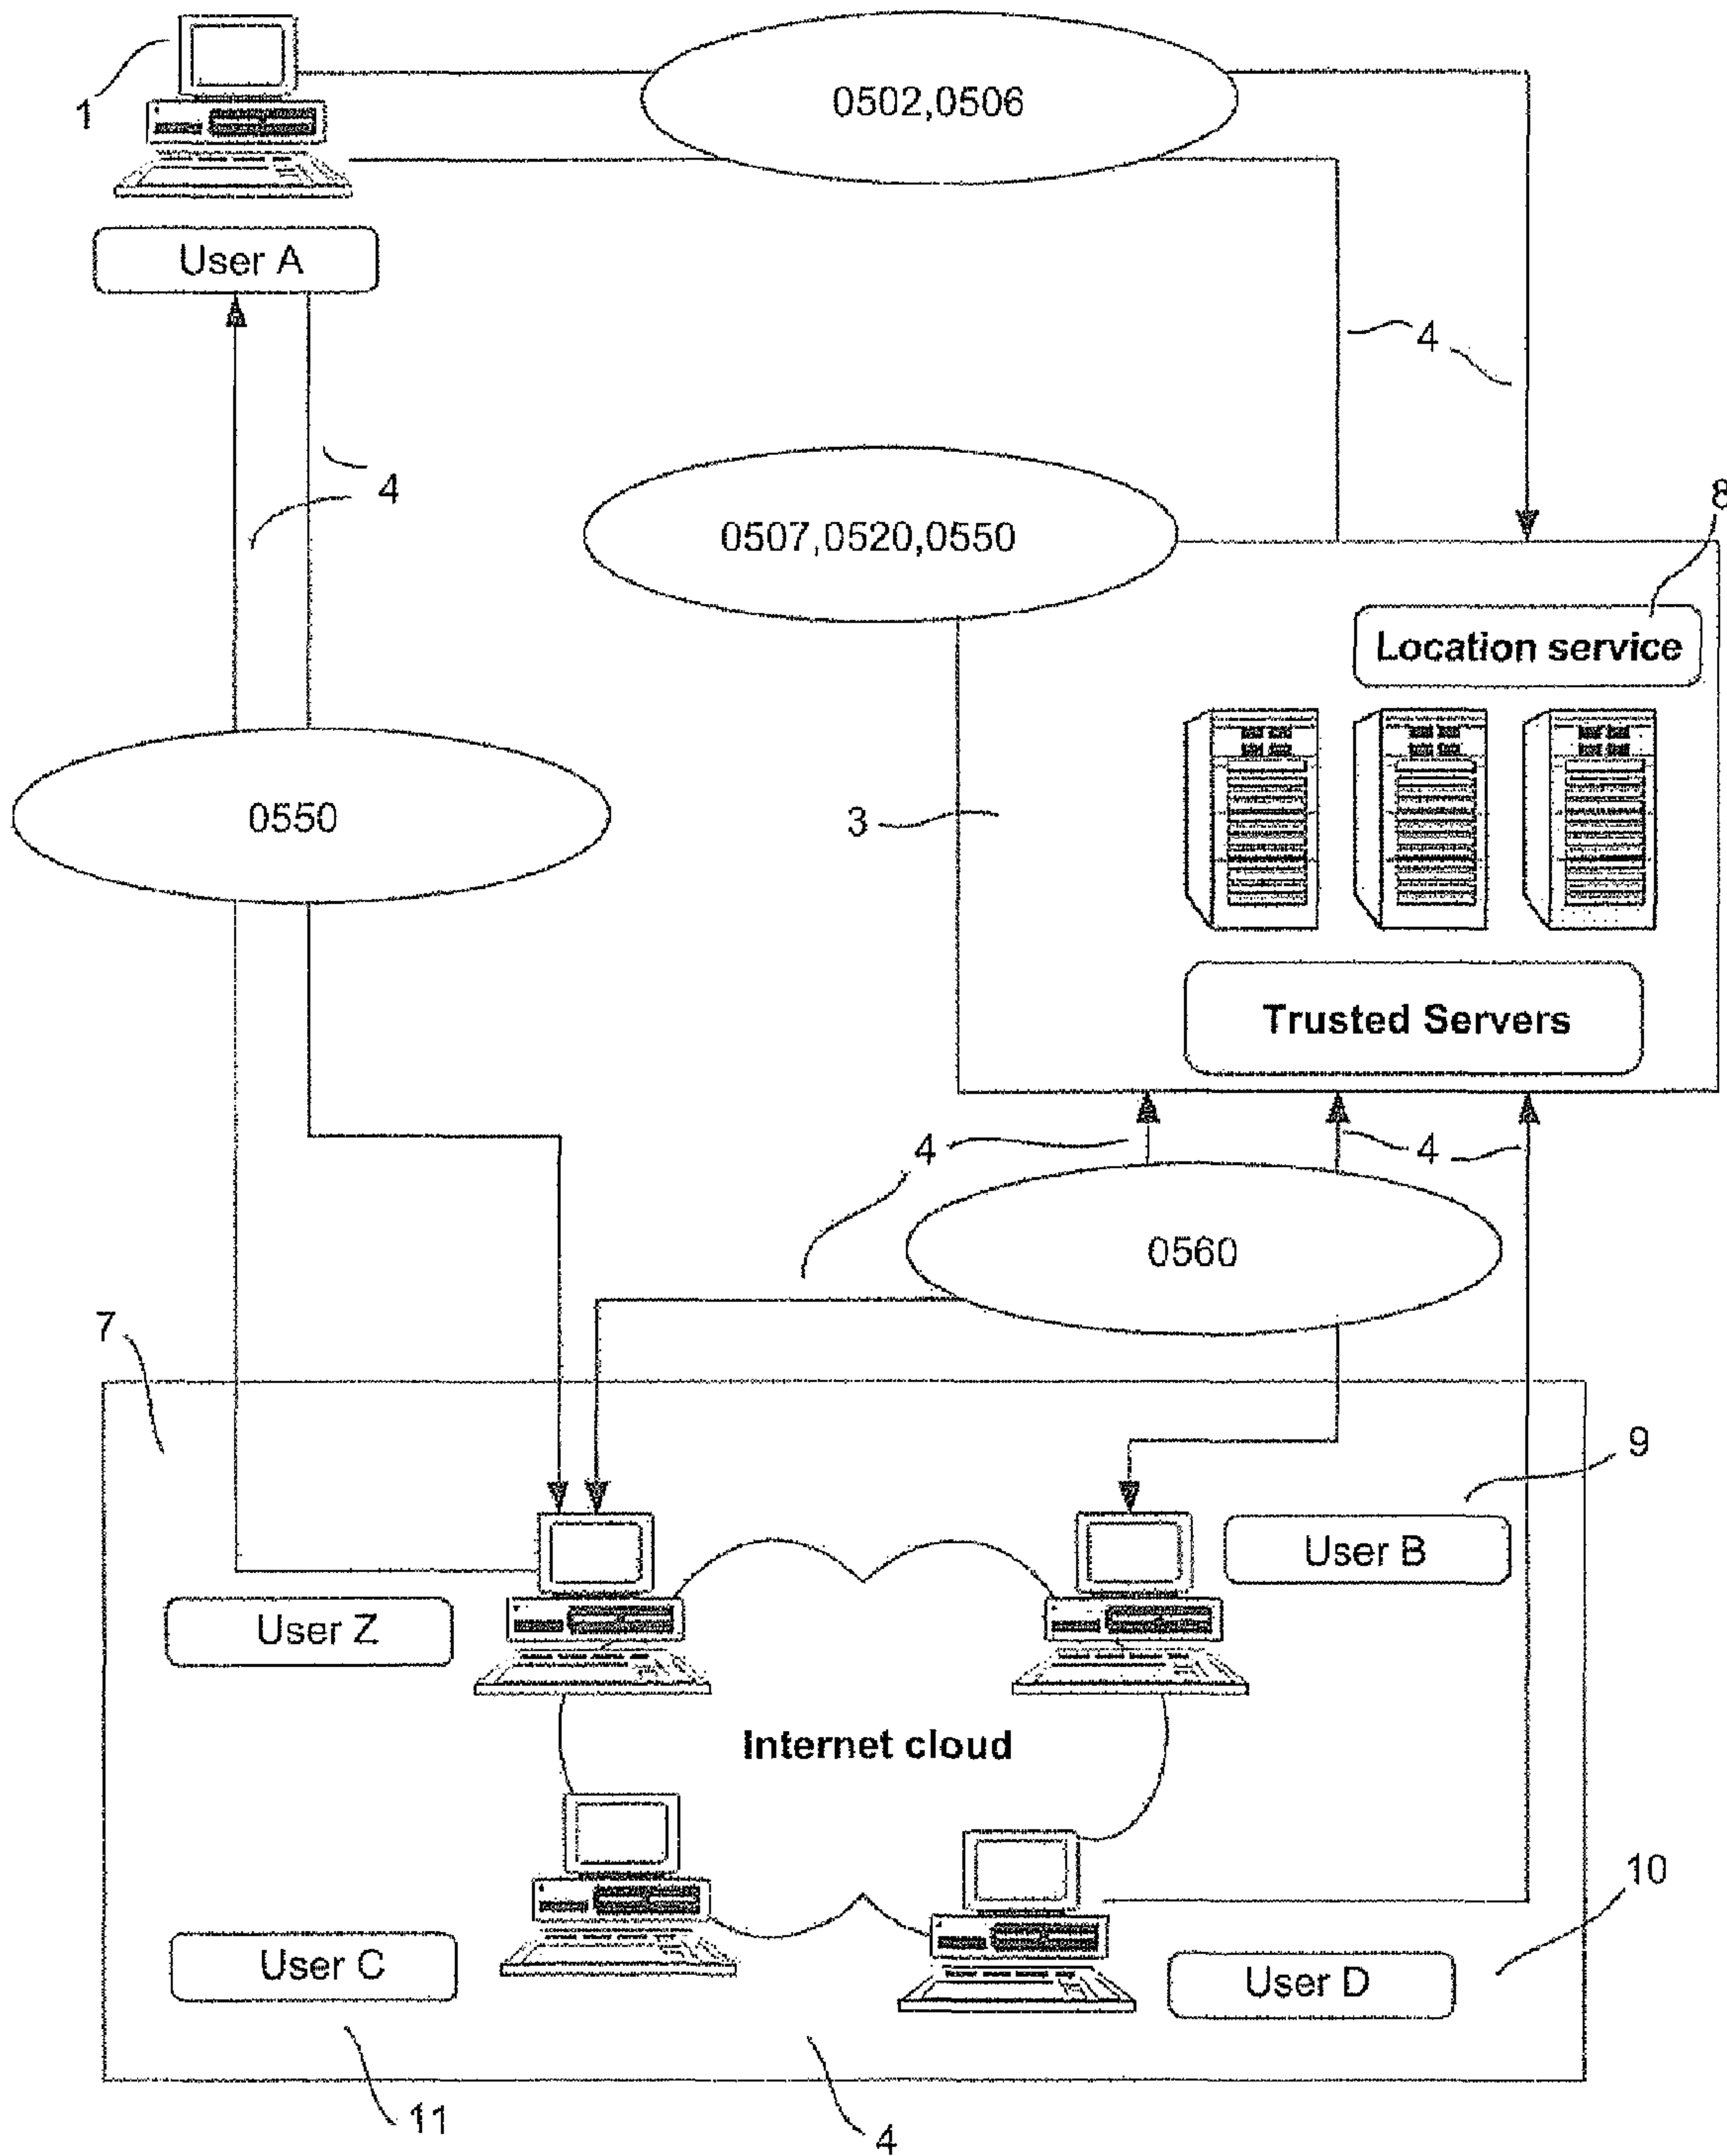 1
0502,0506
User A
4
4
8
0507,0520,0550
Location service
0550
3
Trusted Servers
4
4
0560
7
9
User B
User Z
Internet cloud
10
User C
User D
11
4